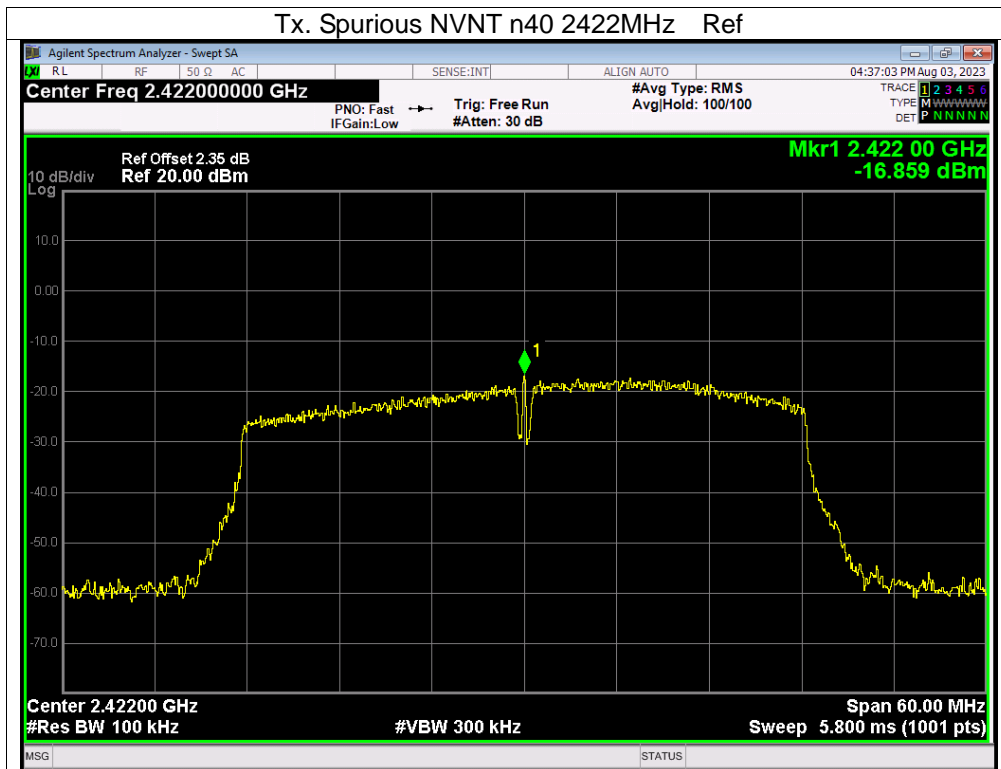 Tx. Spurious NVNT n40 2422MHz Ref
Agilent Spectrum Analyzer - Swept SA
LXI RL RF 50 Ω AC SENSE:INT ALIGN AUTO 04:37:03 PM Aug 03, 2023
Center Freq 2.422000000 GHz #Avg Type: RMS TRACE 1 2 3 4 5 6
PNO: Fast Trig: Free Run Avg|Hold: 100/100 TYPE M WWWWW
IFGain:Low #Atten: 30 dB DET P N N N N N
Mkr1 2.422 00 GHz
-16.859 dBm
Ref Offset 2.35 dB
10 dB/div Ref 20.00 dBm
Log
10.0
0.00
-10.0
1
-20.0
-30.0
-40.0
-50.0
-60.0
-70.0
Center 2.42200 GHz Span 60.00 MHz
#Res BW 100 kHz #VBW 300 kHz Sweep 5.800 ms (1001 pts)
MSG STATUS